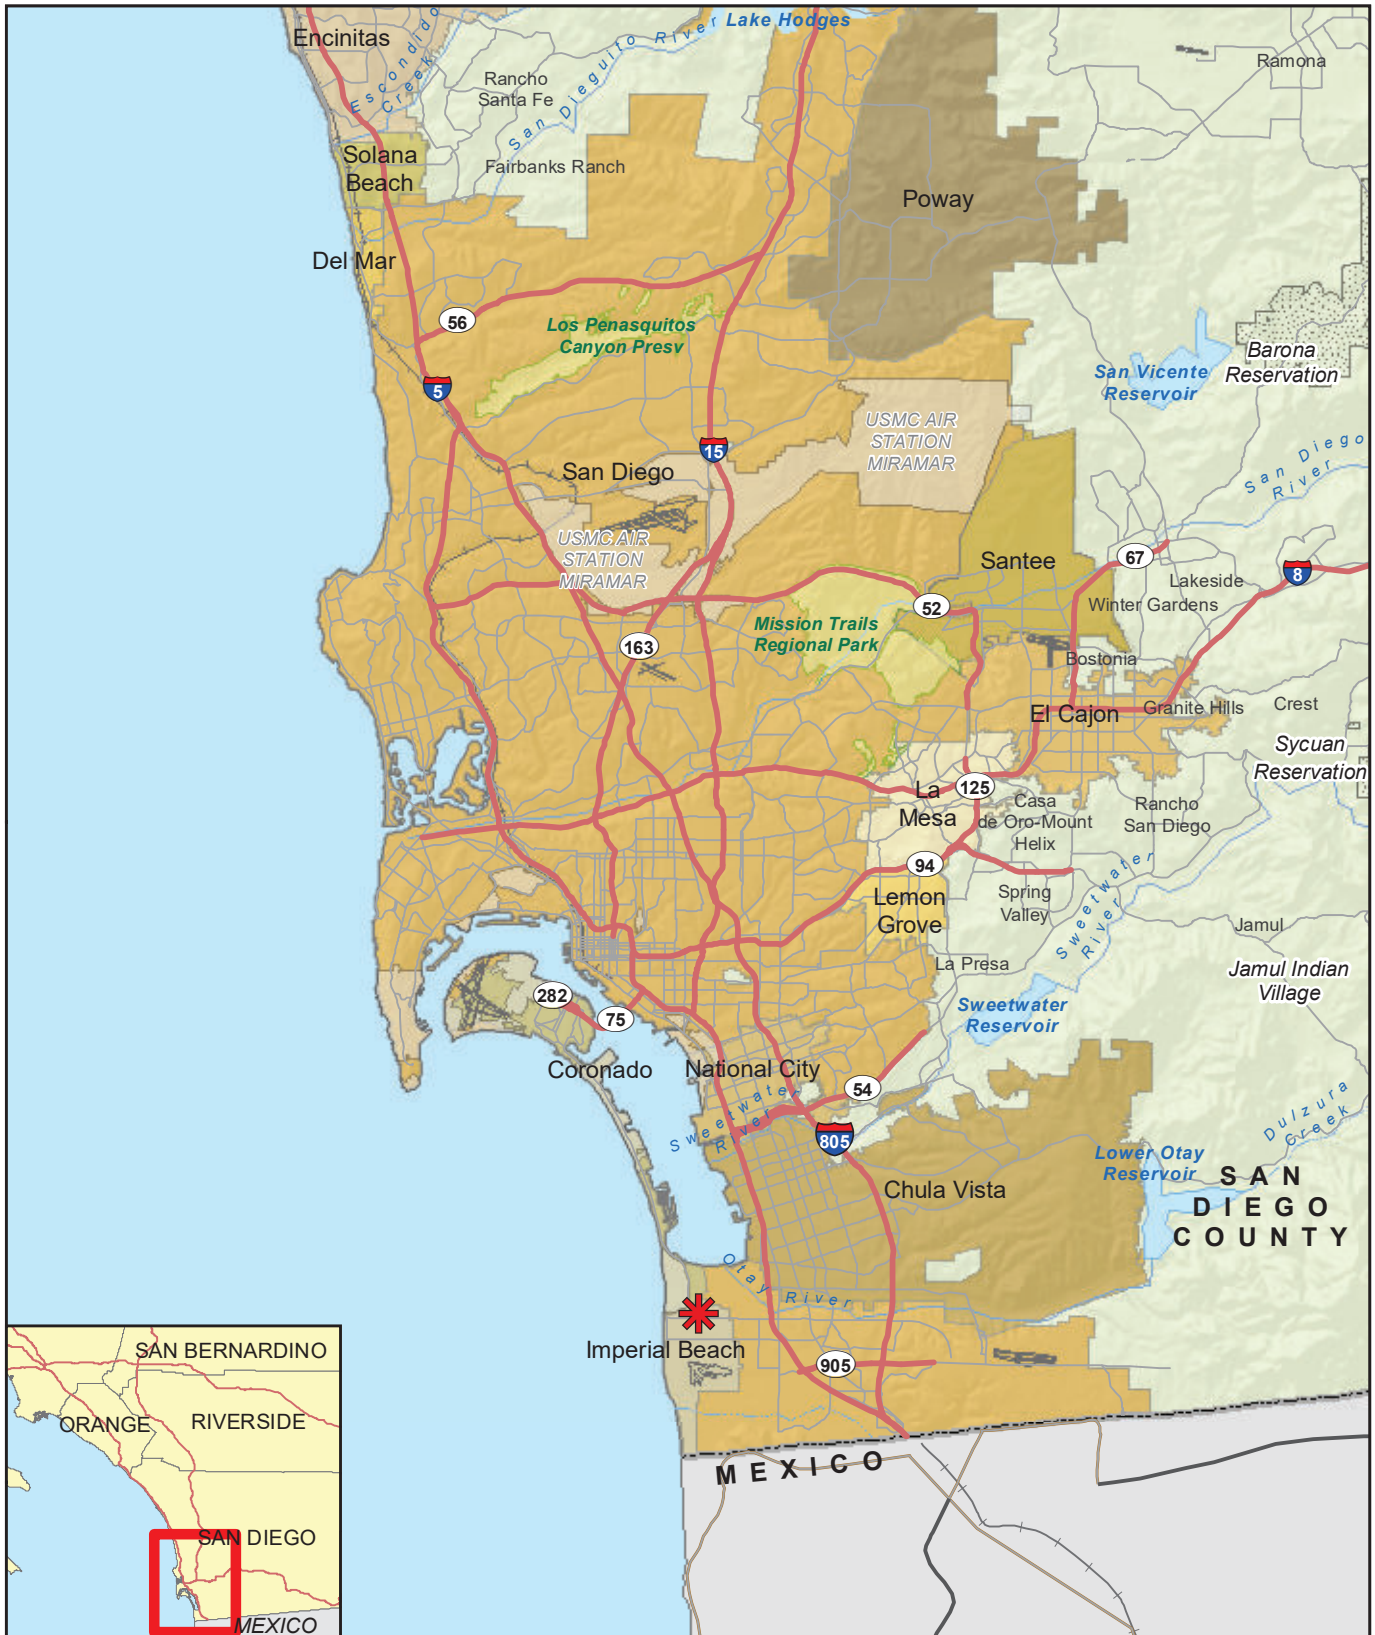 Lake Hodges
Encinitas
Escondido
Creek
San Dieguito River
Rancho
Santa Fe
Ramona
Solana
Beach
Fairbanks Ranch
Poway
Del Mar
56
Los Penasquitos
Canyon Presv
5
San Vicente
Reservoir
Barona
Reservation
15
USMC AIR
STATION
MIRAMAR
San Diego
San Diego
River
USMC AIR
STATION
MIRAMAR
Santee
67
8
Lakeside
Winter Gardens
52
Mission Trails
Regional Park
163
Bostonia
El Cajon
Granite Hills
Crest
Sycuan
Reservation
125
La
Mesa
Casa
de Oro-Mount
Helix
Rancho
San Diego
94
Lemon
Grove
Spring
Valley
Sweetwater
River
Jamul
La Presa
Jamul Indian
Village
282
75
Sweetwater
Reservoir
Coronado
National City
54
Sweetwater
River
805
Dulzura
Creek
Lower Otay
Reservoir
Chula Vista
SAN
DIEGO
COUNTY
Otay River
Imperial Beach
905
MEXICO
SAN BERNARDINO
ORANGE
RIVERSIDE
SAN DIEGO
MEXICO